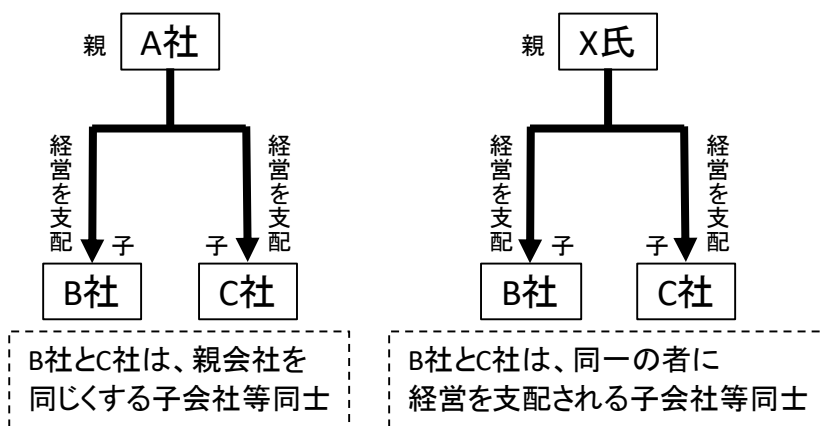 親
A社
経営を支配
経営を支配
子
子
B社
C社
B社とC社は、親会社を
同じくする子会社等同士
親
X氏
経営を支配
経営を支配
子
子
B社
C社
B社とC社は、同一の者に
経営を支配される子会社等同士